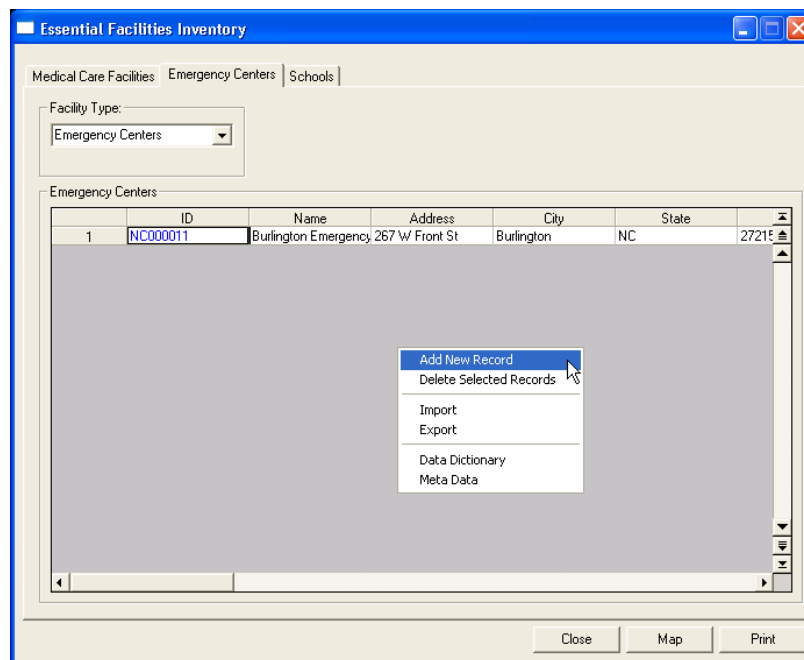 Essential Facilities Inventory
Medical Care Facilities Emergency Centers Schools
Facility Type:
Emergency Centers
Emergency Centers
ID Name Address City State
1 NC000011 Burlington Emergency 267 W Front St Burlington NC 27215
Add New Record
Delete Selected Records
Import
Export
Data Dictionary
Meta Data
Close Map Print